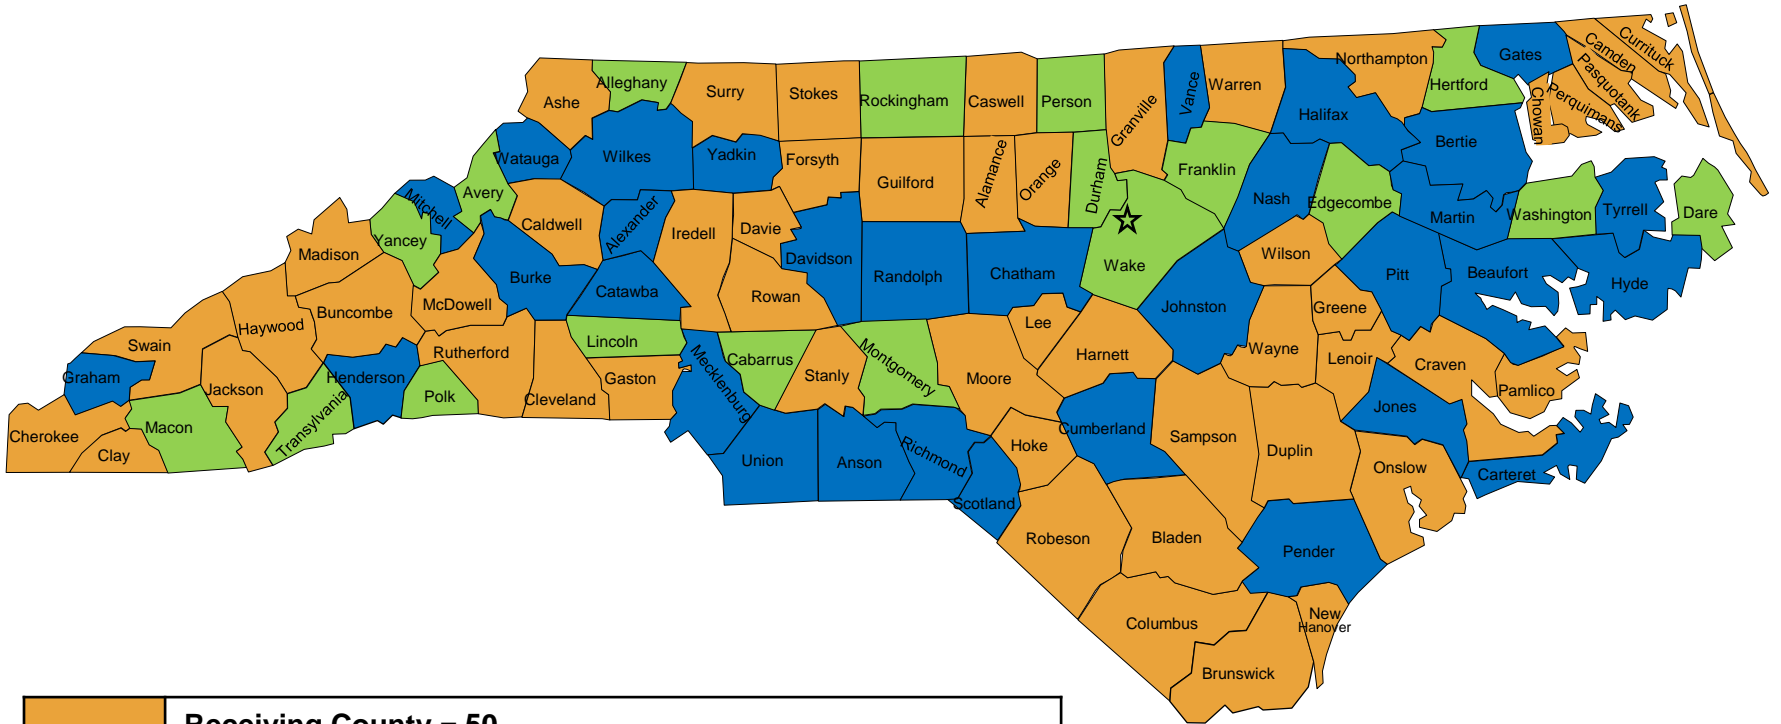 Ashe
Alleghany
Surry
Stokes
Rockingham
Caswell
Person
Granville
Vance
Warren
Halifax
Northampton
Hertford
Gates
Chowan
Perquimans
Pasquotank
Camden
Currituck
Watauga
Wilkes
Yadkin
Forsyth
Guilford
Alamance
Orange
Durham
Franklin
Nash
Edgecombe
Bertie
Martin
Washington
Tyrrell
Dare
Mitchell
Avery
Caldwell
Alexander
Iredell
Davie
Davidson
Randolph
Chatham
Wake
Johnston
Wilson
Pitt
Beaufort
Hyde
Madison
Yancey
Buncombe
McDowell
Burke
Catawba
Rowan
Lee
Harnett
Wayne
Greene
Lenoir
Craven
Pamlico
Swain
Haywood
Graham
Jackson
Henderson
Rutherford
Lincoln
Gaston
Mecklenburg
Cabarrus
Stanly
Montgomery
Moore
Cherokee
Clay
Macon
Transylvania
Polk
Cleveland
Union
Anson
Richmond
Scotland
Hoke
Cumberland
Sampson
Duplin
Jones
Onslow
Carteret
Robeson
Bladen
Pender
Columbus
New
Hanover
Brunswick
Receiving County = 50